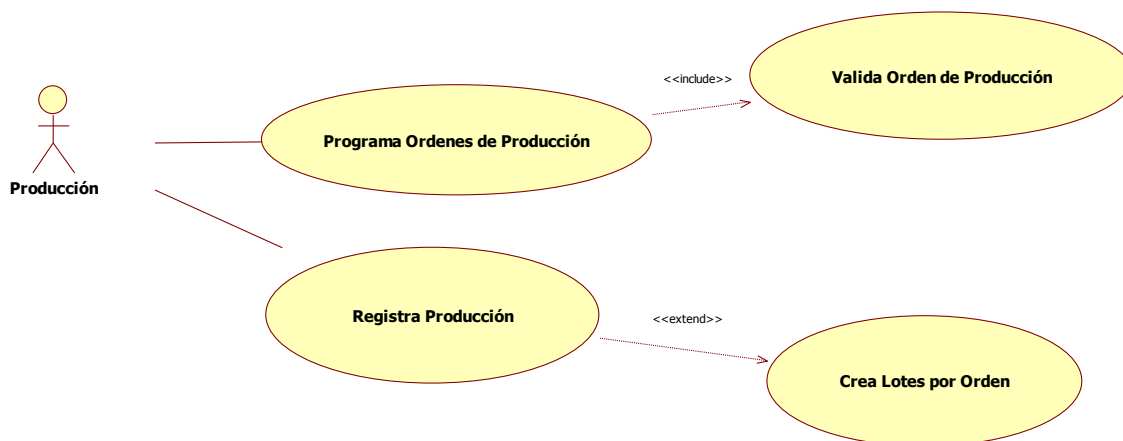 <<include>>
Valida Orden de Producción
Programa Ordenes de Producción
Producción
Registra Producción
<<extend>>
Crea Lotes por Orden